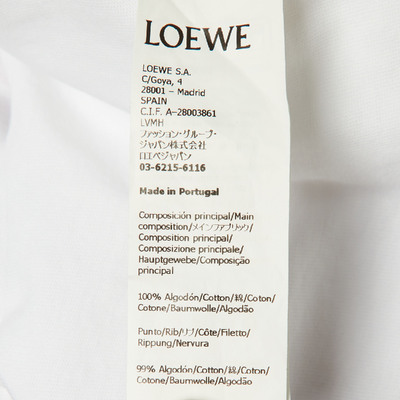 LOEWE
LOEWE S.A.
C/Goya, 4
28001 – Madrid
SPAIN
C.I.F. A-28003861
LVMH
ファッション・グループ・
ジャパン株式会社
ロエベジャパン
03-6215-6116
Made in Portugal
Composición principal/Main
composition/メインファブリック/
Composition principal/
Composizione principale/
Hauptgewebe/Composição
principal
100% Algodón/Cotton/綿/Coton/
Cotone/Baumwolle/Algodão
Punto/Rib/リブ/Côte/Filetto/
Rippung/Nervura
99% Algodón/Cotton/綿/Coton/
Cotone/Baumwolle/Algodão